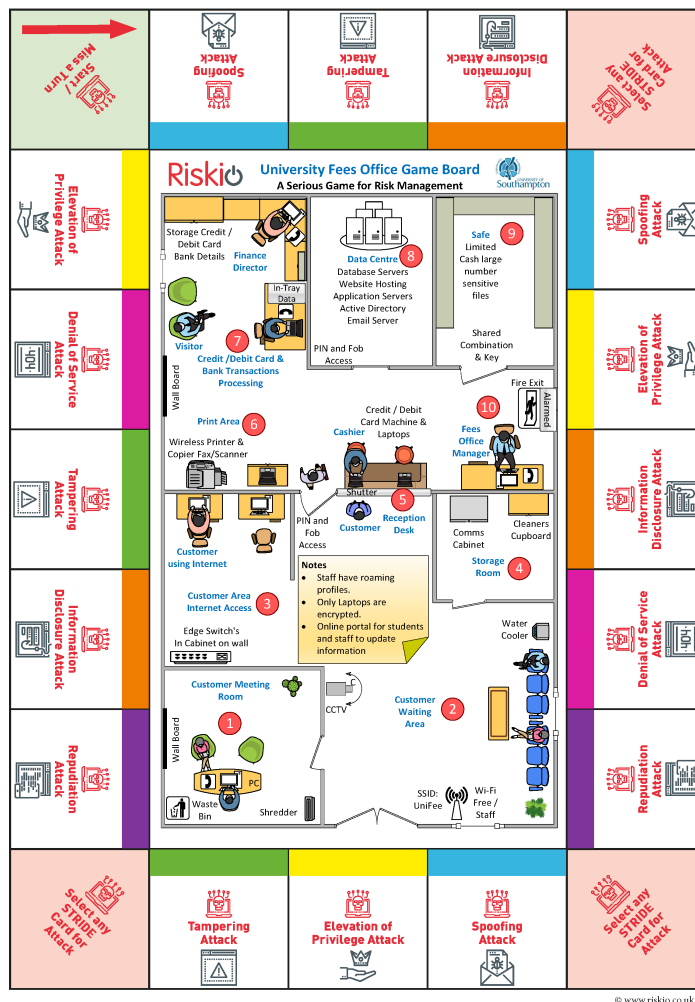 Start /
Miss a Turn
Spoofing
Attack
Tampering
Attack
Information
Disclosure Attack
Select any
STRIDE
Card for
Attack
Elevation of
Privilege Attack
Denial of Service
Attack
Tampering
Attack
Information
Disclosure Attack
Repudiation
Attack
Riskio
University Fees Office Game Board
A Serious Game for Risk Management
UNIVERSITY OF
Southampton
Storage Credit /
Debit Card
Bank Details
Finance
Director
In-Tray
Data
Visitor
7
Credit /Debit Card &
Bank Transactions
Processing
Wall Board
Data Centre
8
Database Servers
Website Hosting
Application Servers
Active Directory
Email Server
PIN and Fob
Access
Safe
9
Limited
Cash large
number
sensitive
files
Shared
Combination
& Key
Fire Exit
Alarmed
10
Fees
Office
Manager
Print Area
6
Wireless Printer &
Copier Fax/Scanner
Credit / Debit
Card Machine &
Laptops
Cashier
Shutter
5
Customer
Reception
Desk
PIN and
Fob
Access
Customer
using Internet
Customer Area
Internet Access
3
Edge Switch's
In Cabinet on wall
Notes
• Staff have roaming
profiles.
• Only Laptops are
encrypted.
• Online portal for students
and staff to update
information
Comms
Cabinet
Cleaners
Cupboard
Storage
Room
4
Water
Cooler
Customer Meeting
Room
1
Wall Board
PC
Waste
Bin
Shredder
CCTV
Customer
Waiting
Area
2
SSID:
UniFee
Wi-Fi
Free /
Staff
Spoofing
Attack
Elevation of
Privilege Attack
Information
Disclosure Attack
Denial of Service
Attack
Repudiation
Attack
Select any
STRIDE
Card for
Attack
Tampering
Attack
Elevation of
Privilege Attack
Spoofing
Attack
Select any
STRIDE
Card for
Attack
© www.riskio.co.uk